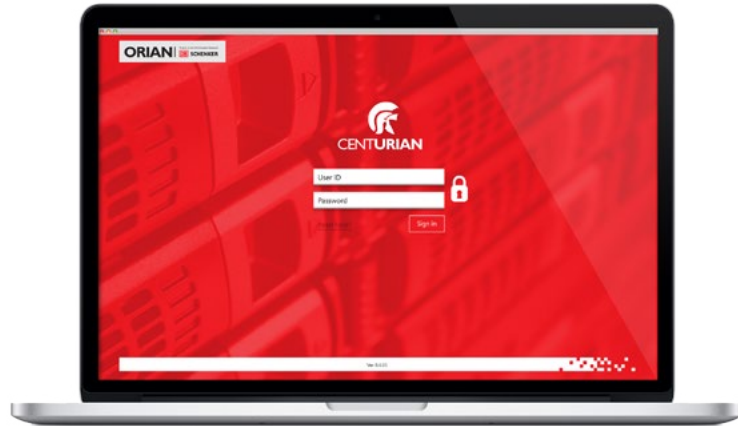 ORIAN SCHENKER
CENTURIAN
User ID
Password
Sign In